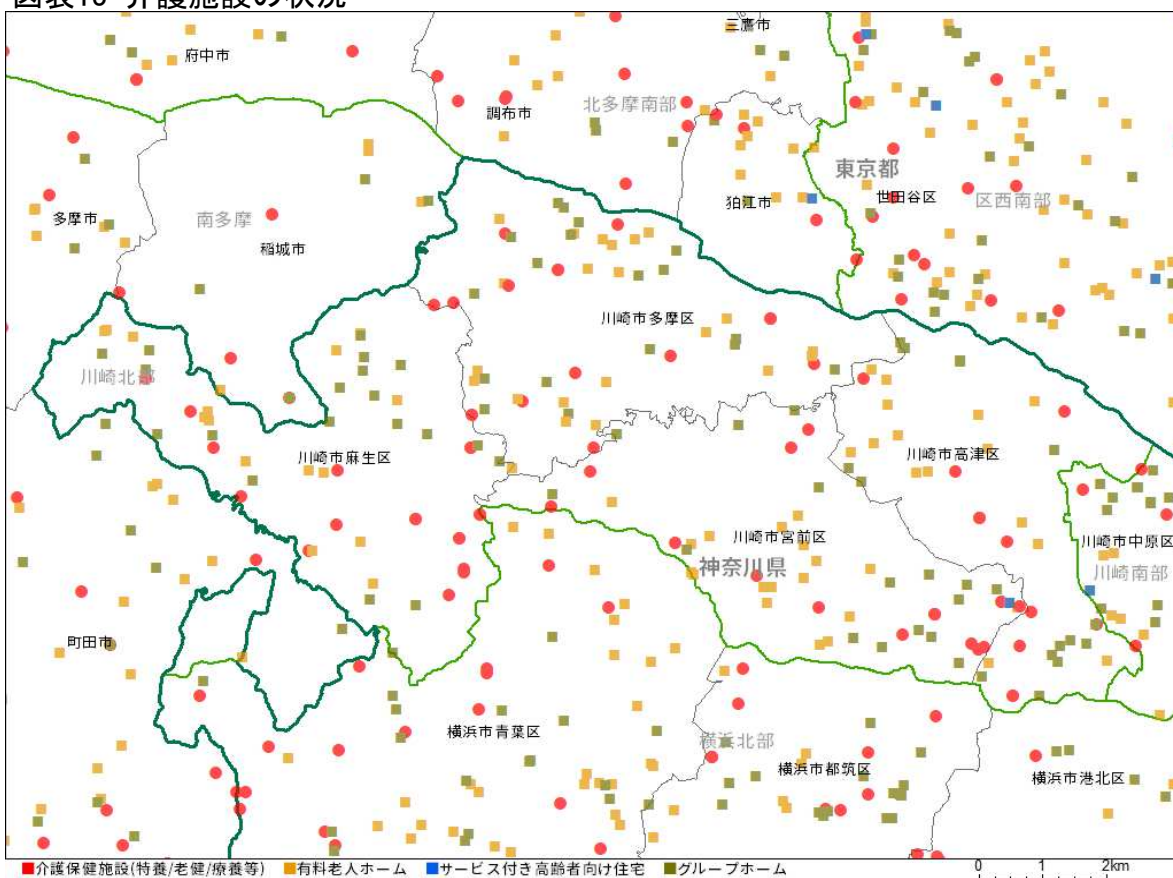 図表16 介護施設の状況
三鷹市
府中市
調布市
北多摩南部
東京都
世田谷区
区西南部
狛江市
多摩市
南多摩
稲城市
川崎市多摩区
川崎北部
川崎市麻生区
川崎市高津区
川崎市宮前区
川崎市中原区
神奈川県
川崎南部
町田市
横浜市青葉区
横浜北部
横浜市都筑区
横浜市港北区
■介護保健施設(特養/老健/療養等) ■有料老人ホーム ■サービス付き高齢者向け住宅 ■グループホーム
0 1 2km